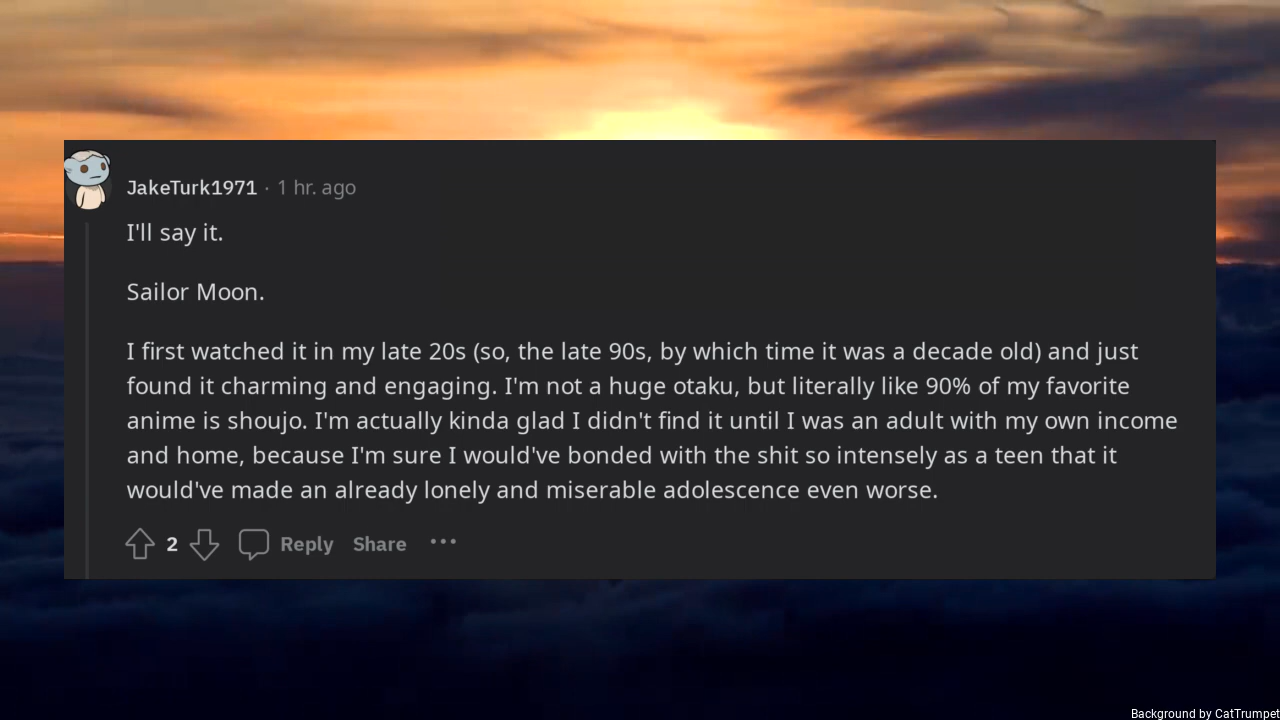 JakeTurk1971 · 1 hr. ago
I'll say it.
Sailor Moon.
I first watched it in my late 20s (so, the late 90s, by which time it was a decade old) and just
found it charming and engaging. I'm not a huge otaku, but literally like 90% of my favorite
anime is shoujo. I'm actually kinda glad I didn't find it until I was an adult with my own income
and home, because I'm sure I would've bonded with the shit so intensely as a teen that it
would've made an already lonely and miserable adolescence even worse.
2 Reply Share ···
Background by CatTrumpet